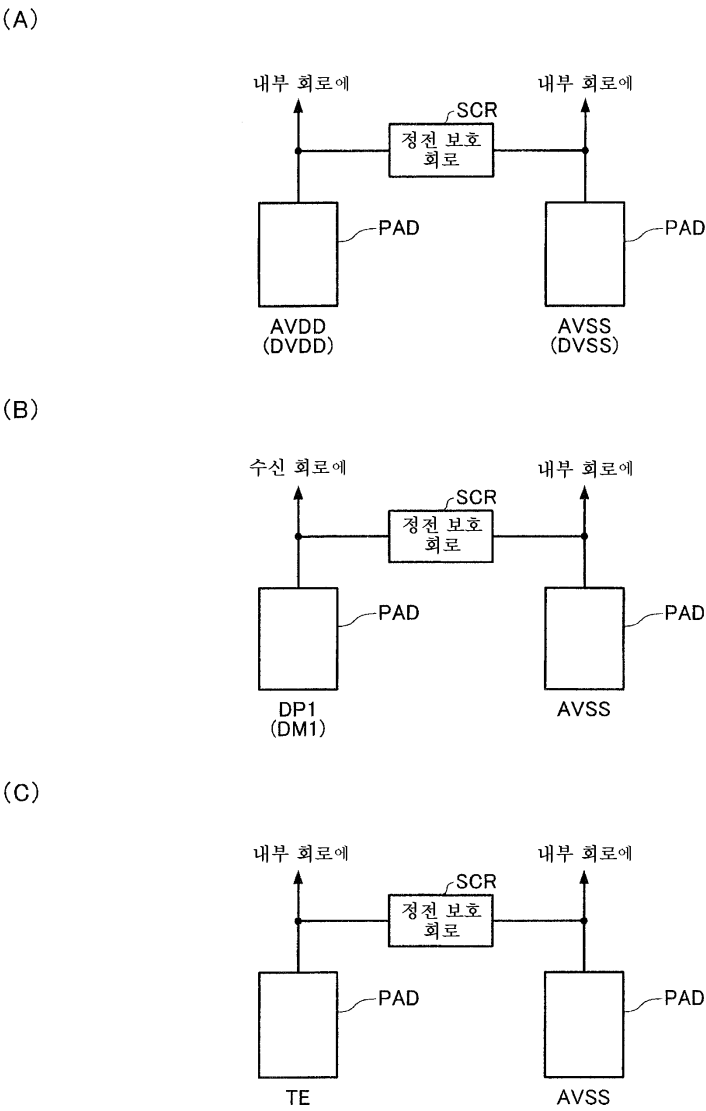 (A)
내부 회로에 내부 회로에
SCR
정전 보호
회로
PAD PAD
AVDD AVSS
(DVDD) (DVSS)
(B)
수신 회로에 내부 회로에
SCR
정전 보호
회로
PAD PAD
DP1 AVSS
(DM1)
(C)
내부 회로에 내부 회로에
SCR
정전 보호
회로
PAD PAD
TE AVSS